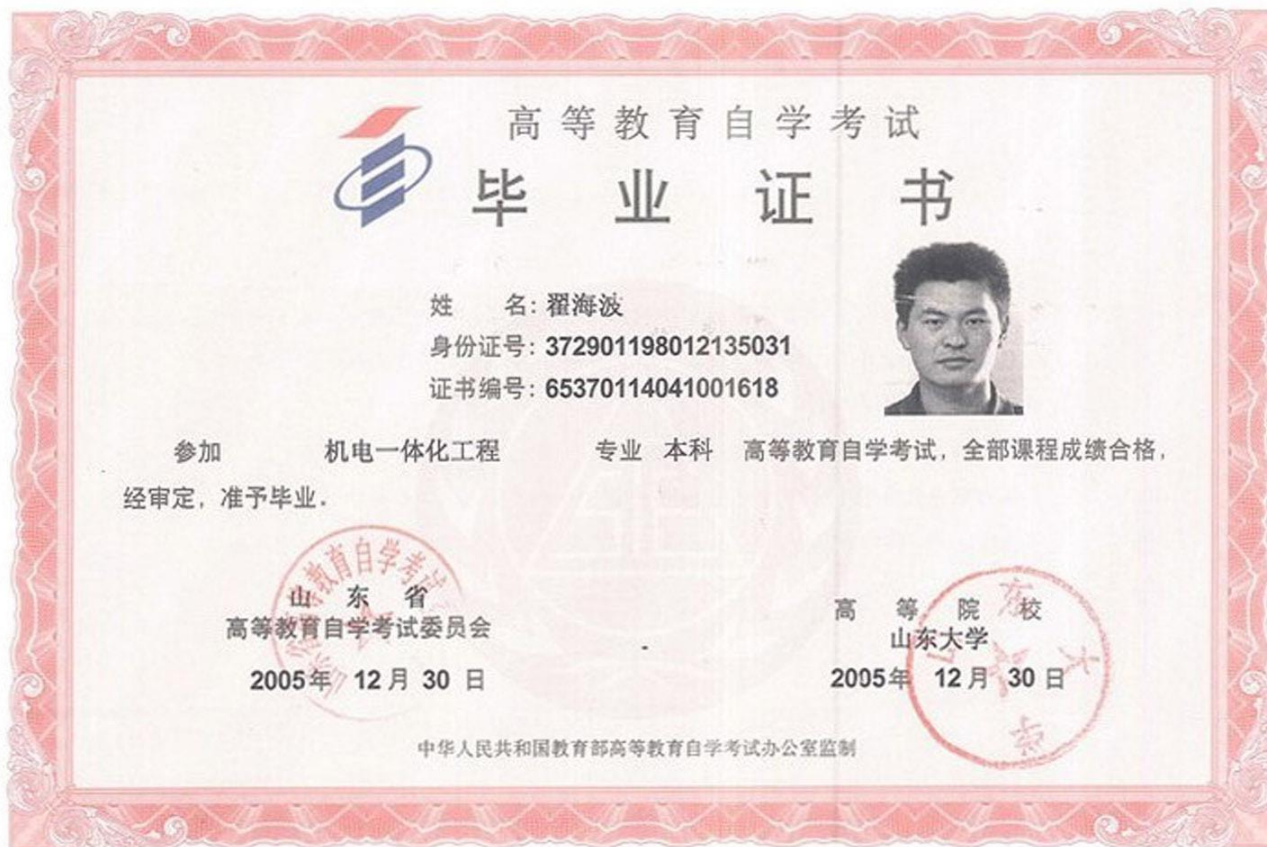 高等教育自学考试
毕业证书
姓 名：翟海波
身份证号：372901198012135031
证书编号：65370114041001618
参加 机电一体化工程 专业 本科 高等教育自学考试，全部课程成绩合格，
经审定，准予毕业．
山东省
高等教育自学考试委员会
2005年 12月 30日
高等院校
山东大学
2005年 12月 30日
山东大学
中华人民共和国教育部高等教育自学考试办公室监制